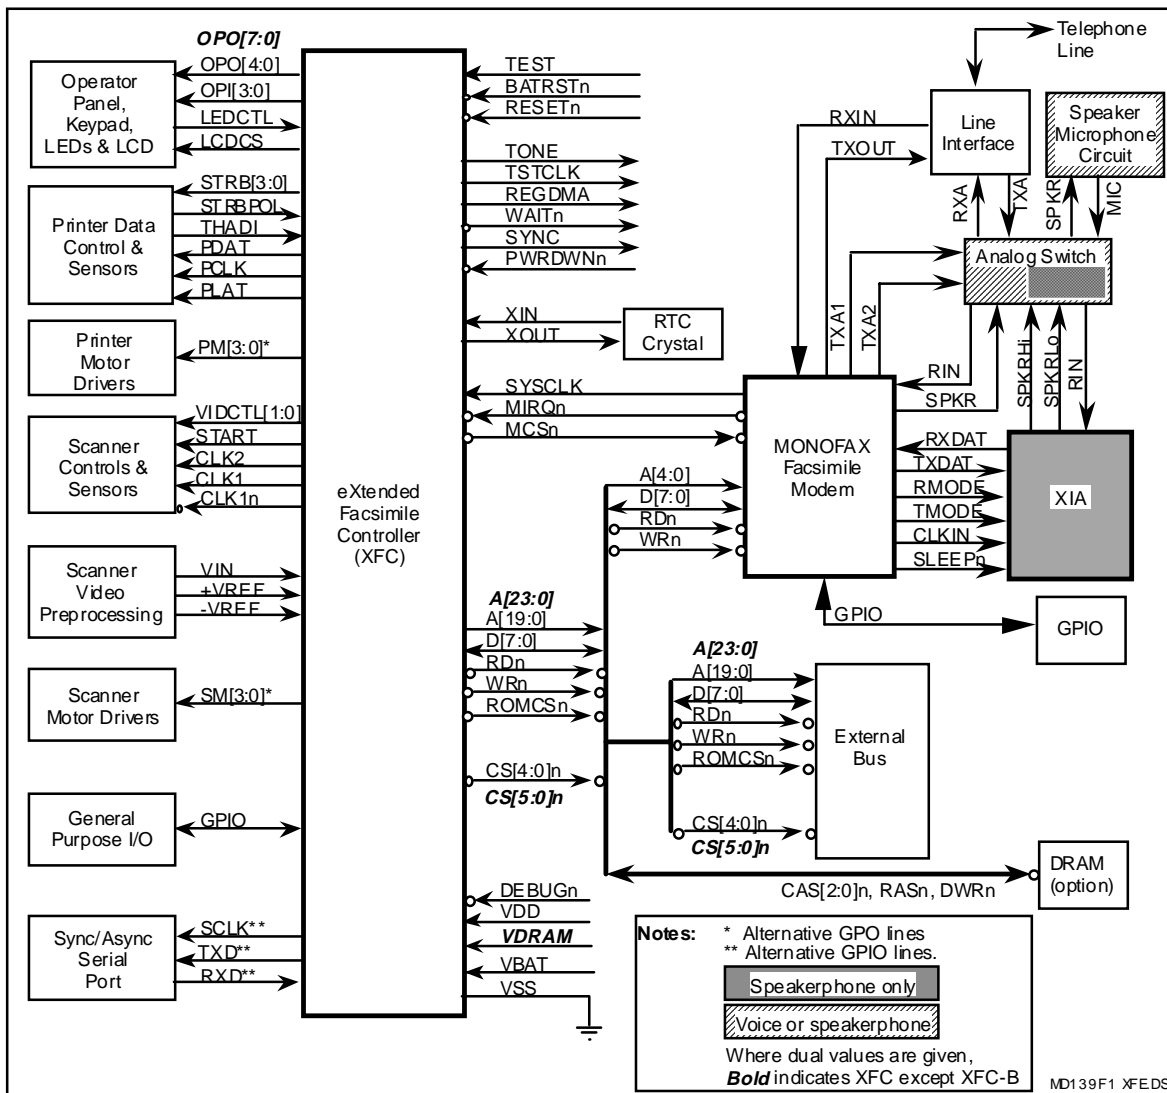 OPO[7:0]
Operator
Panel,
Keypad,
LEDs & LCD
OPO[4:0]
OPI[3:0]
LEDCTL
LCDCS
Printer Data
Control &
Sensors
STRB[3:0]
STRBPOL
THADI
PDAT
PCLK
PLAT
Printer
Motor
Drivers
PM[3:0]*
Scanner
Controls &
Sensors
VIDCTL[1:0]
START
CLK2
CLK1
CLK1n
Scanner
Video
Preprocessing
VIN
+VREF
-VREF
Scanner
Motor Drivers
SM[3:0]*
General
Purpose I/O
GPIO
Sync/Async
Serial
Port
SCLK**
TXD**
RXD**
eXtended
Facsimile
Controller
(XFC)
TEST
BATRSTn
RESETn
TONE
TSTCLK
REGDMA
WAITn
SYNC
PWRDWNn
XIN
XOUT
RTC
Crystal
SYSCLK
MIRQn
MCSn
A[4:0]
D[7:0]
RDn
WRn
A[23:0]
A[19:0]
D[7:0]
RDn
WRn
ROMCSn
CS[4:0]n
CS[5:0]n
DEBUGn
VDD
VDRAM
VBAT
VSS
Telephone
Line
Line
Interface
Speaker
Microphone
Circuit
RXIN
TXOUT
RXA
TXA
SPKR
MIC
Analog Switch
TXA1
TXA2
RIN
SPKR
SPKRHi
SPKRLo
RIN
MONOFAX
Facsimile
Modem
RXDAT
TXDAT
RMODE
TMODE
CLKIN
SLEEPn
XIA
GPIO
GPIO
A[23:0]
A[19:0]
D[7:0]
RDn
WRn
ROMCSn
CS[4:0]n
CS[5:0]n
External
Bus
CAS[2:0]n, RASn, DWRn
DRAM
(option)
Notes: * Alternative GPO lines
** Alternative GPIO lines.
Speakerphone only
Voice or speakerphone
Where dual values are given,
Bold indicates XFC except XFC-B
MD139F1 XFEDS